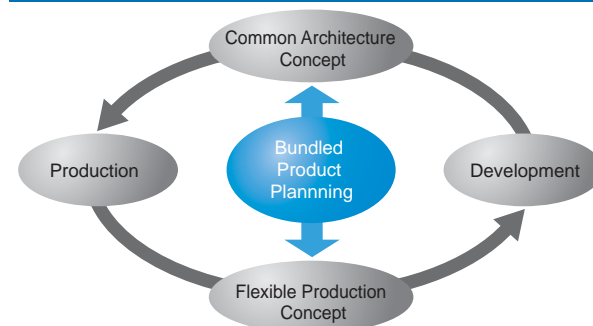 Common Architecture
Concept
Production
Bundled
Product
Plannning
Development
Flexible Production
Concept